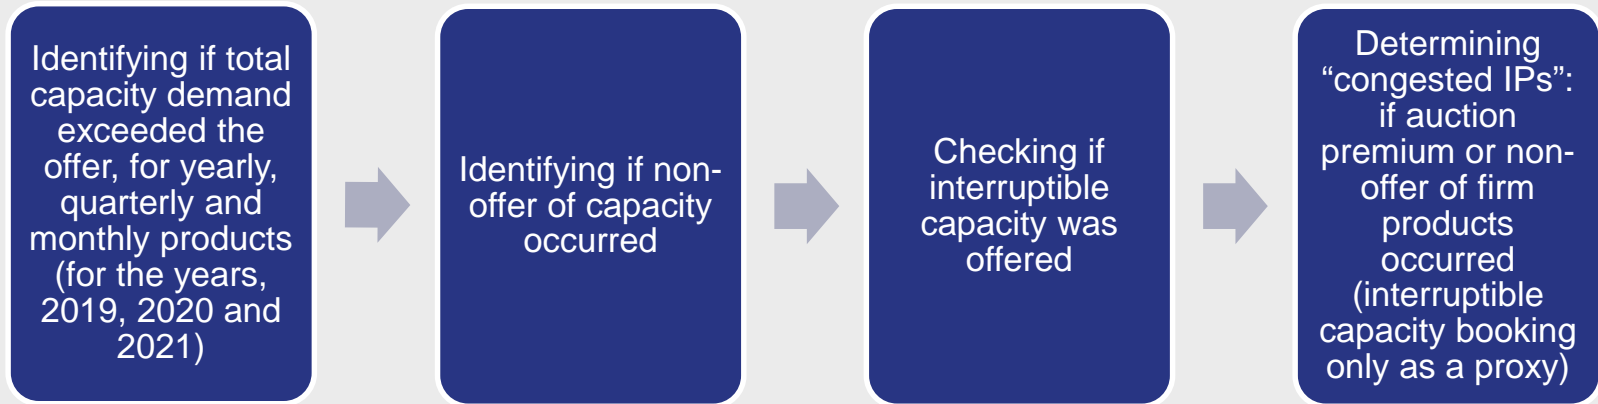 Identifying if total
capacity demand
exceeded the
offer, for yearly,
quarterly and
monthly products
(for the years,
2019, 2020 and
2021)
Identifying if non-
offer of capacity
occurred
Checking if
interruptible
capacity was
offered
Determining
“congested IPs”:
if auction
premium or non-
offer of firm
products
occurred
(interruptible
capacity booking
only as a proxy)